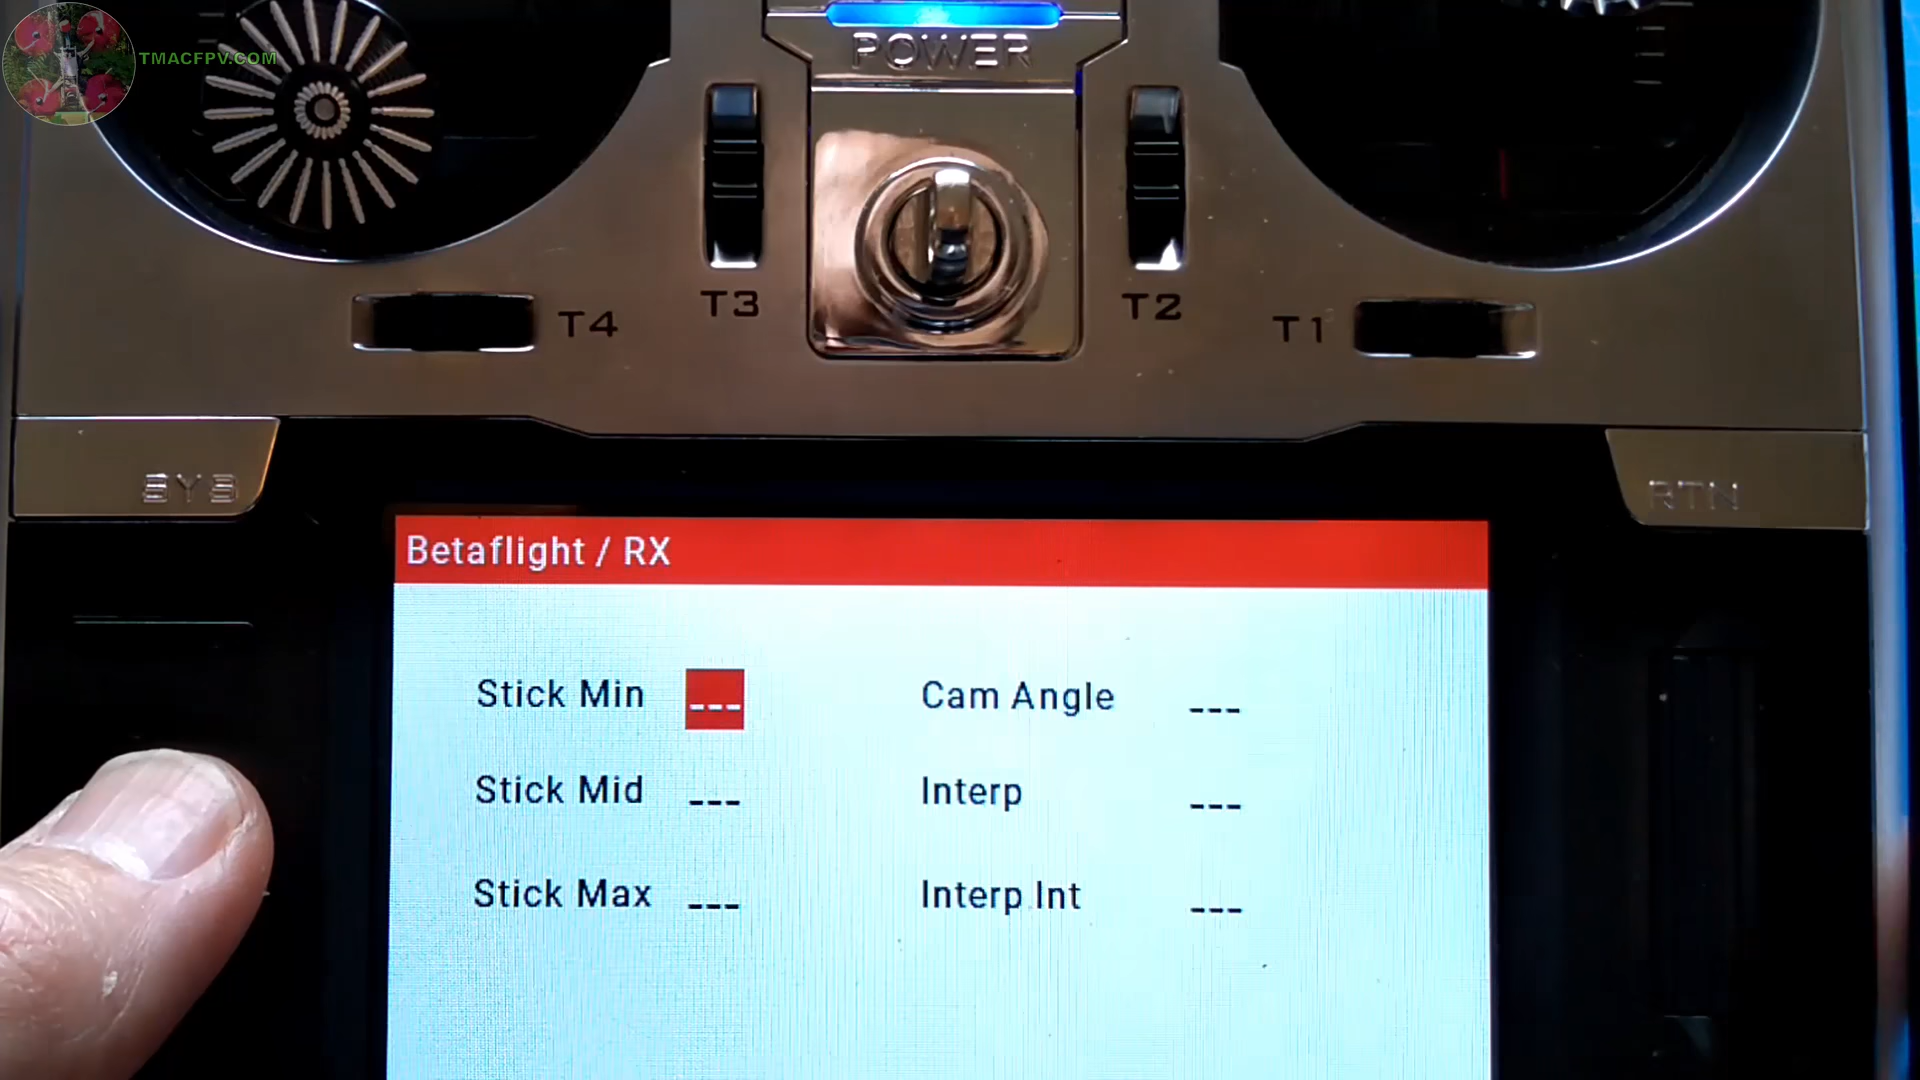 TMACFPV.COM
POWER
T4
T3
T2
T1
SYS
RTN
Betaflight / RX
Stick Min ---
Cam Angle ---
Stick Mid ---
Interp ---
Stick Max ---
Interp Int ---